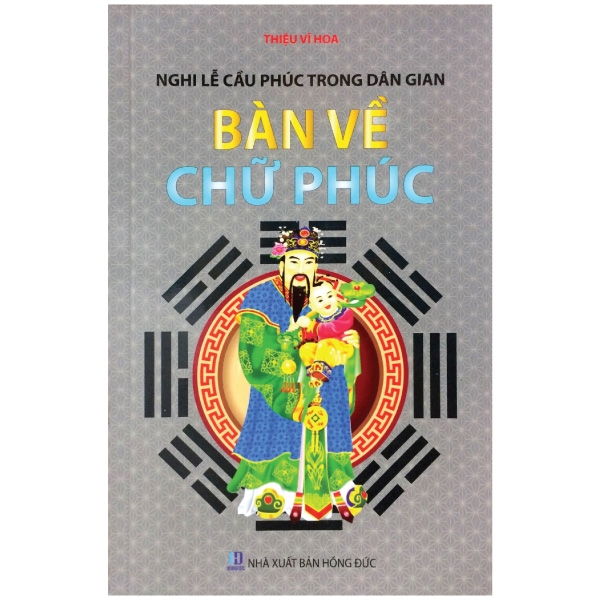 THIỆU VĨ HOA
NGHI LỄ CẦU PHÚC TRONG DÂN GIAN
BÀN VỀ
CHỮ PHÚC
NHÀ XUẤT BẢN HỒNG ĐỨC